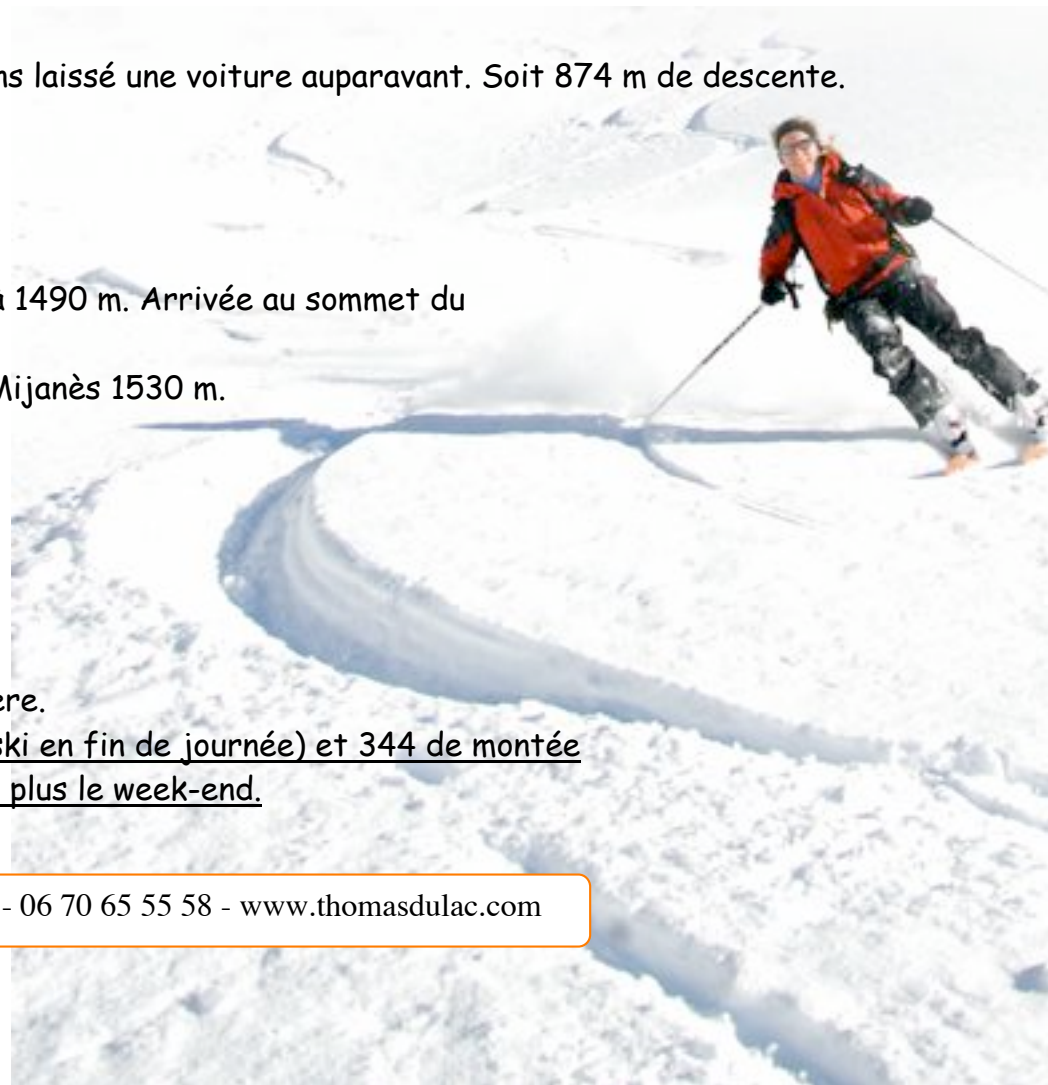 ns laissé une voiture auparavant. Soit 874 m de descente.
à 1490 m. Arrivée au sommet du
Mijanès 1530 m.
ère.
ski en fin de journée) et 344 de montée
plus le week-end.
- 06 70 65 55 58 - www.thomasdulac.com